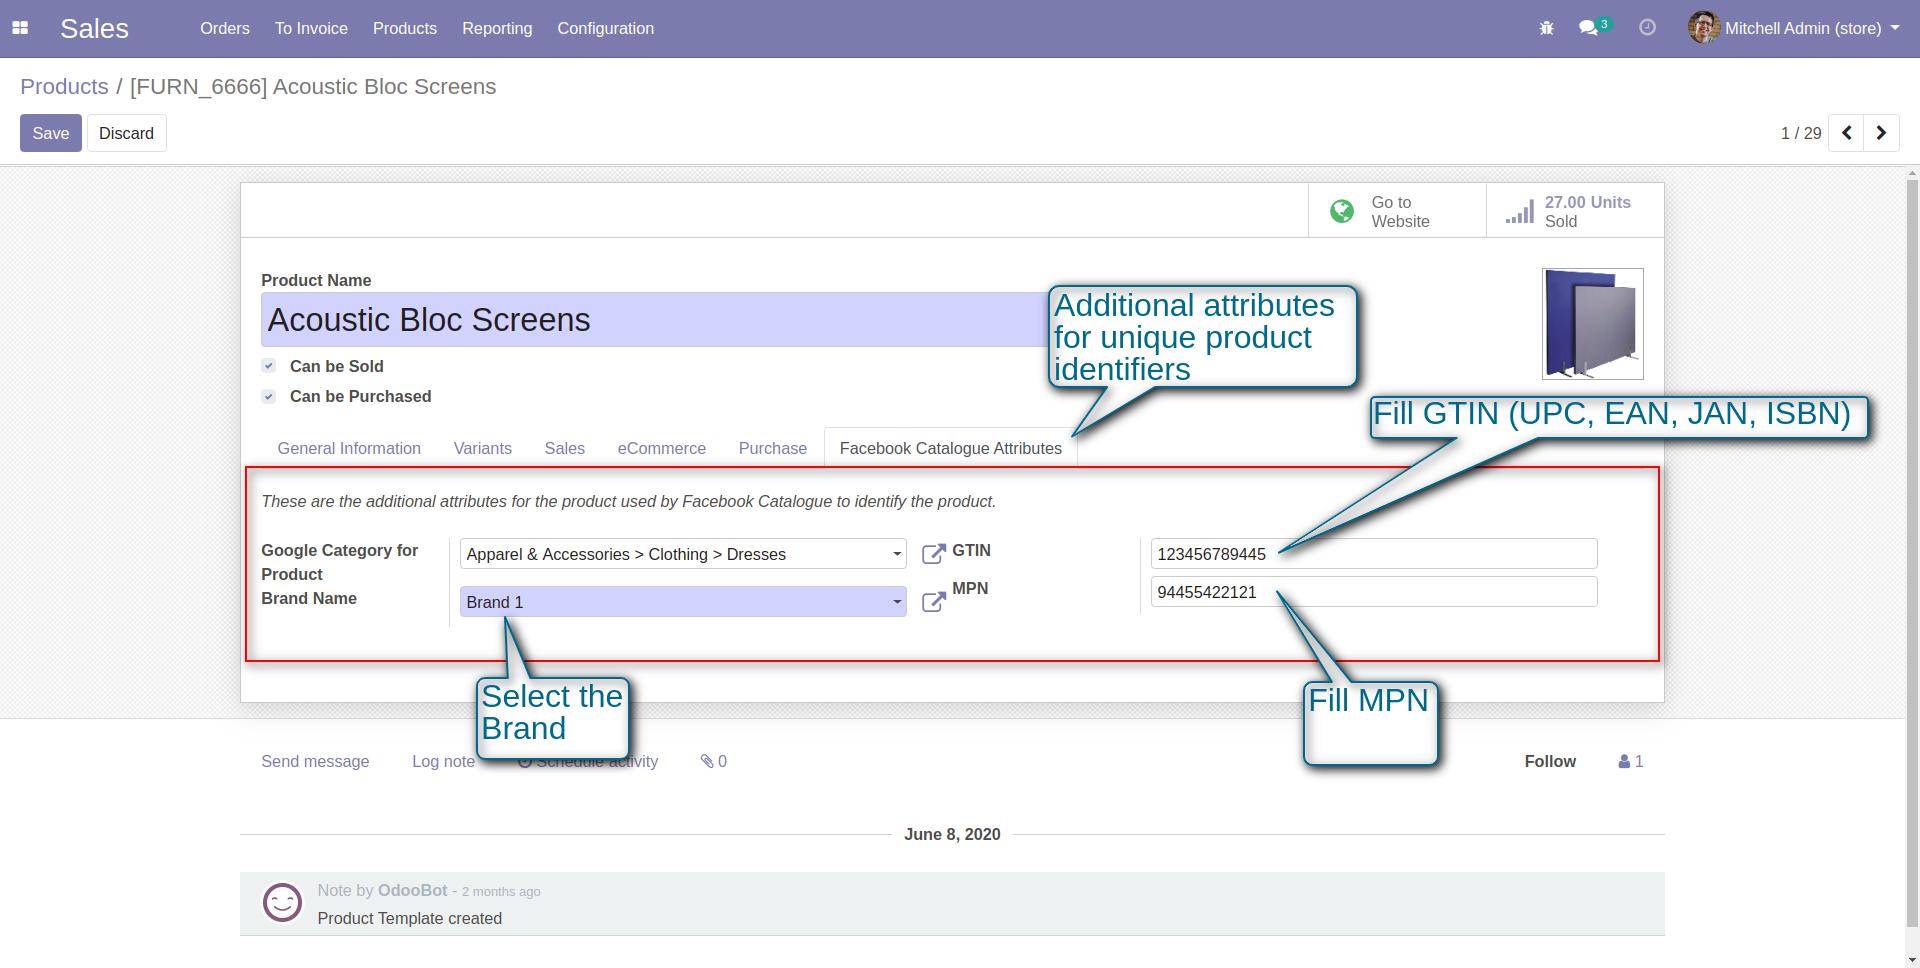 Sales
Orders To Invoice Products Reporting Configuration
3
Mitchell Admin (store)
Products / [FURN_6666] Acoustic Bloc Screens
Save Discard
1 / 29
Go to
Website
27.00 Units
Sold
Product Name
Acoustic Bloc Screens
Additional attributes
for unique product
identifiers
Can be Sold
Can be Purchased
Fill GTIN (UPC, EAN, JAN, ISBN)
General Information Variants Sales eCommerce Purchase Facebook Catalogue Attributes
These are the additional attributes for the product used by Facebook Catalogue to identify the product.
Google Category for
Product
Apparel & Accessories > Clothing > Dresses
GTIN
123456789445
Brand Name
Brand 1
MPN
94455422121
Select the
Brand
Fill MPN
Send message Log note Schedule activity 0
Follow 1
June 8, 2020
Note by OdooBot - 2 months ago
Product Template created